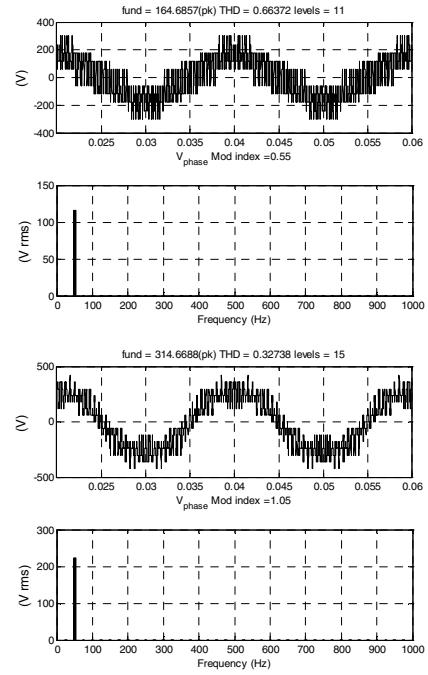 fund = 164.6857(pk) THD = 0.66372 levels = 11
400
200
0
-200
-400
(V)
0.025 0.03 0.035 0.04 0.045 0.05 0.055 0.06
Vphase Mod index =0.55
150
100
50
0
(V rms)
0 100 200 300 400 500 600 700 800 900 1000
Frequency (Hz)
fund = 314.6688(pk) THD = 0.32738 levels = 15
500
0
-500
(V)
0.025 0.03 0.035 0.04 0.045 0.05 0.055 0.06
Vphase Mod index =1.05
300
200
100
0
(V rms)
0 100 200 300 400 500 600 700 800 900 1000
Frequency (Hz)